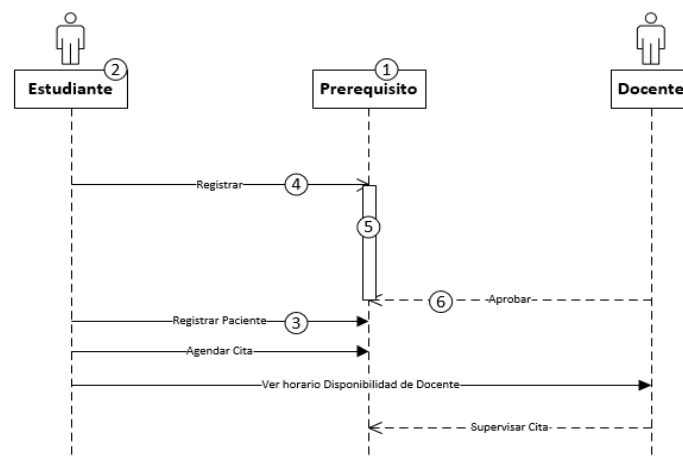 2
1
Estudiante
Prerequisito
Docente
Registrar
4
5
6
Aprobar
Registrar Paciente
3
Agendar Cita
Ver horario Disponibilidad de Docente
Supervisar Cita